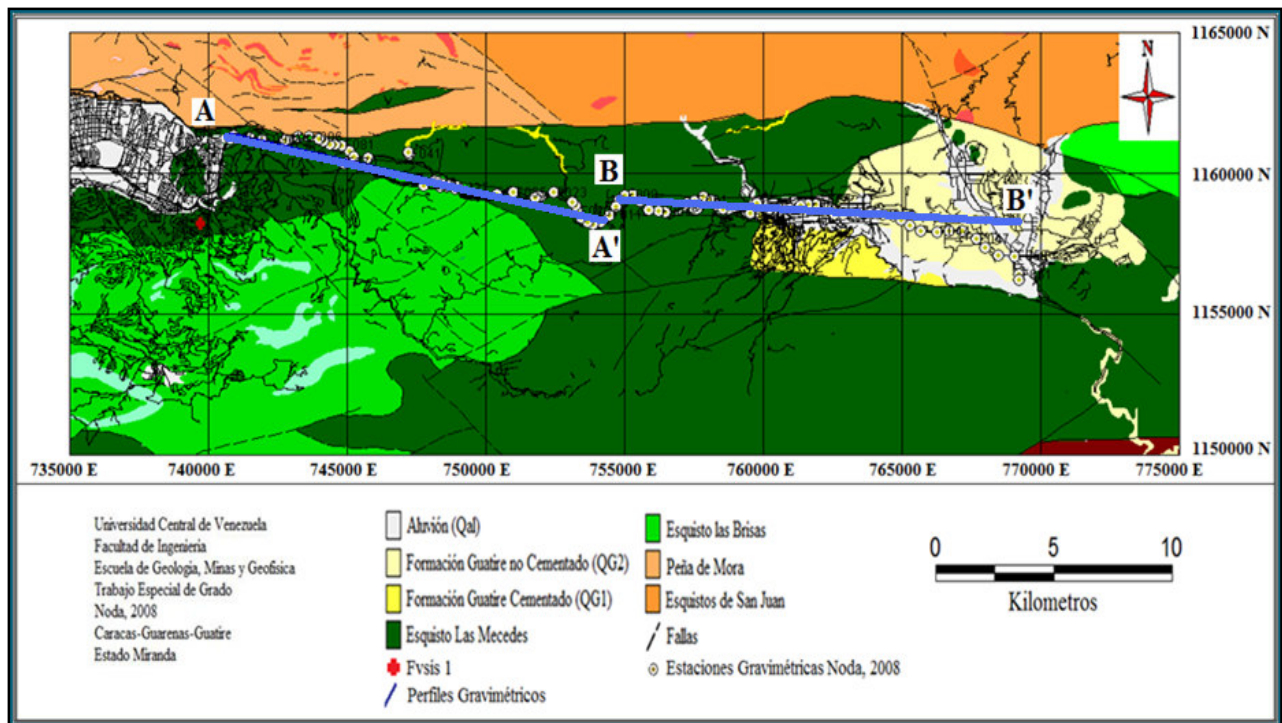 1165000 N
N
A
1160000 N
B
B'
A'
1155000 N
1150000 N
735000 E
740000 E
745000 E
750000 E
755000 E
760000 E
765000 E
770000 E
775000 E
Universidad Central de Venezuela
Facultad de Ingenieria
Escuela de Geologia, Minas y Geofisica
Trabajo Especial de Grado
Noda, 2008
Caracas-Guarenas-Guatire
Estado Miranda
Aluvión (Qal)
Formación Guatire no Cementado (QG2)
Formación Guatire Cementado (QG1)
Esquisto Las Mecedes
Fvsis 1
Perfiles Gravimétricos
Esquisto las Brisas
Peña de Mora
Esquistos de San Juan
Fallas
Estaciones Gravimétricas Noda, 2008
0 5 10
Kilometros